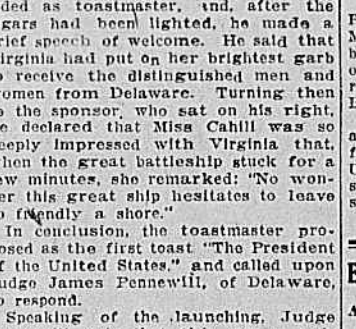 ded as toastmaster, and, after the
gars had been lighted, he made a
rief speech of welcome. He said that
irginia had put on her brightest garb
o receive the distinguished men and
omen from Delaware. Turning then
o the sponsor, who sat on his right,
e declared that Miss Cahill was so
eeply impressed with Virginia that,
hen the great battleship stuck for a
ew minutes, she remarked: "No won-
er this great ship hesitates to leave
o friendly a shore."
In conclusion, the toastmaster pro-
osed as the first toast "The President
f the United States," and called upon
udge James Pennewill, of Delaware,
o respond.
Speaking of the launching, Judge